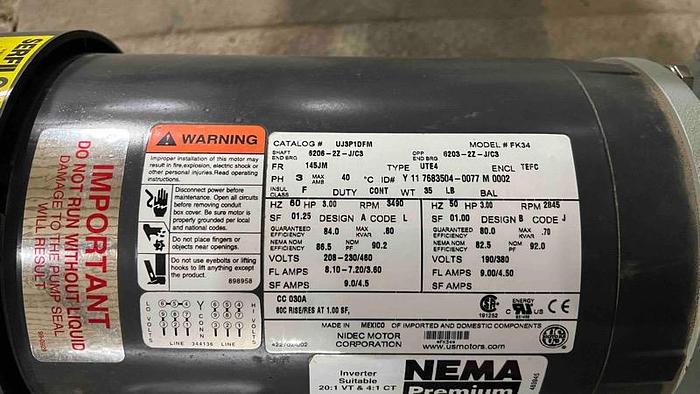 SERFIL
IMPORTANT
DO NOT RUN WITHOUT LIQUID
DAMAGE TO THE PUMP SEAL
WILL RESULT
WARNING
Improper installation of this motor may
result in fire,explosion, electric shock or
other injuries.Read operating
instructions.
Disconnect power before
maintenance. Open all circuits
before removing conduit
box cover. Be sure motor is
properly grounded per local
and national codes.
Do not place fingers or
objects near openings.
Do not use eyebolts or lifting
hooks to lift anything except
the product.
898958
LO VOLTS
Y CONN
HI VOLTS
LINE 344136 LINE
CATALOG # UJ3P1DFM MODEL # FK34
SHAFT END BRG 6206-2Z-J/C3 OPP END BRG 6203-2Z-J/C3
FR 145JM TYPE UTE4 ENCL TEFC
PH 3 MAX AMB 40 °C ID# Y 11 7683504-0077 M 0002
INSUL CLASS F DUTY CONT WT 35 LB BAL
HZ 60 HP 3.00 RPM 3490
SF 01.25 DESIGN A CODE L
GUARANTEED EFFICIENCY 84.0 MAX KVAR .80
NEMA NOM EFFICIENCY 86.5 PF 90.2
VOLTS 208-230/460
FL AMPS 8.10-7.20/3.60
SF AMPS 9.0/4.5
HZ 50 HP 3.00 RPM 2845
SF 01.00 DESIGN B CODE J
GUARANTEED EFFICIENCY 80.0 MAX KVAR .70
NEMA NOM EFFICIENCY 82.5 PF 92.0
VOLTS 190/380
FL AMPS 9.00/4.50
SF AMPS
CC 030A
80C RISE/RES AT 1.00 SF,
191252
ENERGY
US
MADE IN MEXICO OF IMPORTED AND DOMESTIC COMPONENTS
NIDEC MOTOR
CORPORATION
*FK34*
www.usmotors.com
Inverter
Suitable
20:1 VT & 4:1 CT
NEMA
Premium